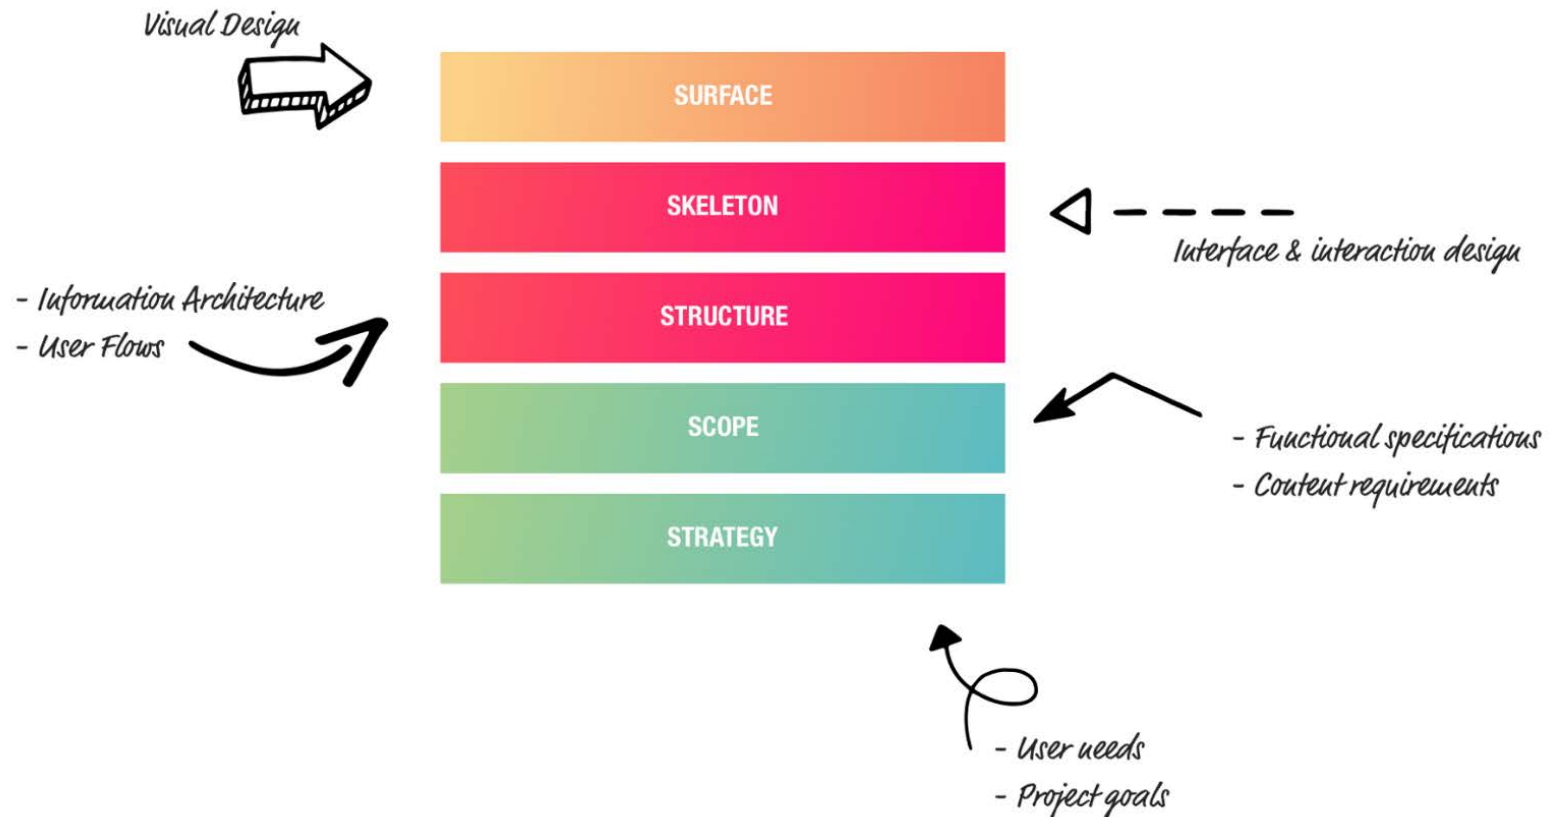 Visual Design
SURFACE
SKELETON
Interface & interaction design
- Information Architecture
- User Flows
STRUCTURE
SCOPE
- Functional specifications
- Content requirements
STRATEGY
- User needs
- Project goals